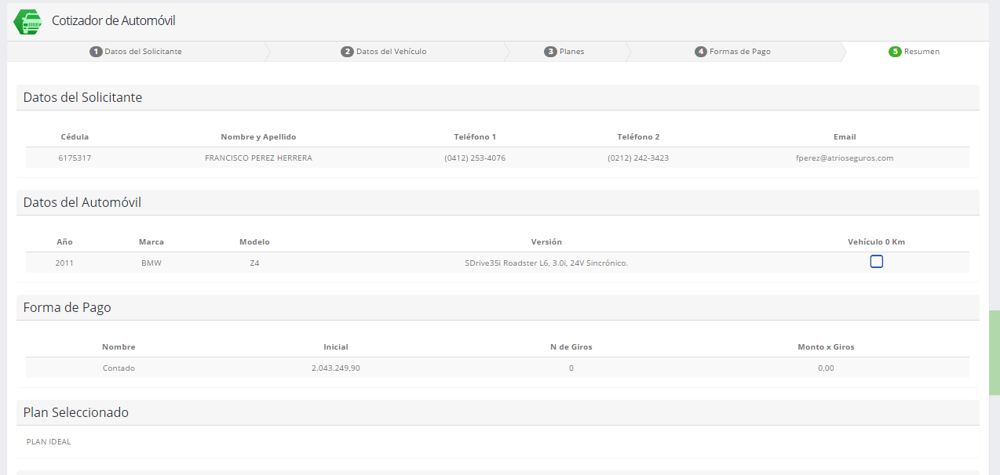 Cotizador de Automóvil
1 Datos del Solicitante 2 Datos del Vehículo 3 Planes 4 Formas de Pago 5 Resumen
Datos del Solicitante
Cédula Nombre y Apellido Teléfono 1 Teléfono 2 Email
6175317 FRANCISCO PEREZ HERRERA (0412) 253-4076 (0212) 242-3423 fperez@atrioseguros.com
Datos del Automóvil
Año Marca Modelo Versión Vehículo 0 Km
2011 BMW Z4 SDrive35i Roadster L6, 3.0i, 24V Sincrónico.
Forma de Pago
Nombre Inicial N de Giros Monto x Giros
Contado 2.043.249,90 0 0,00
Plan Seleccionado
PLAN IDEAL